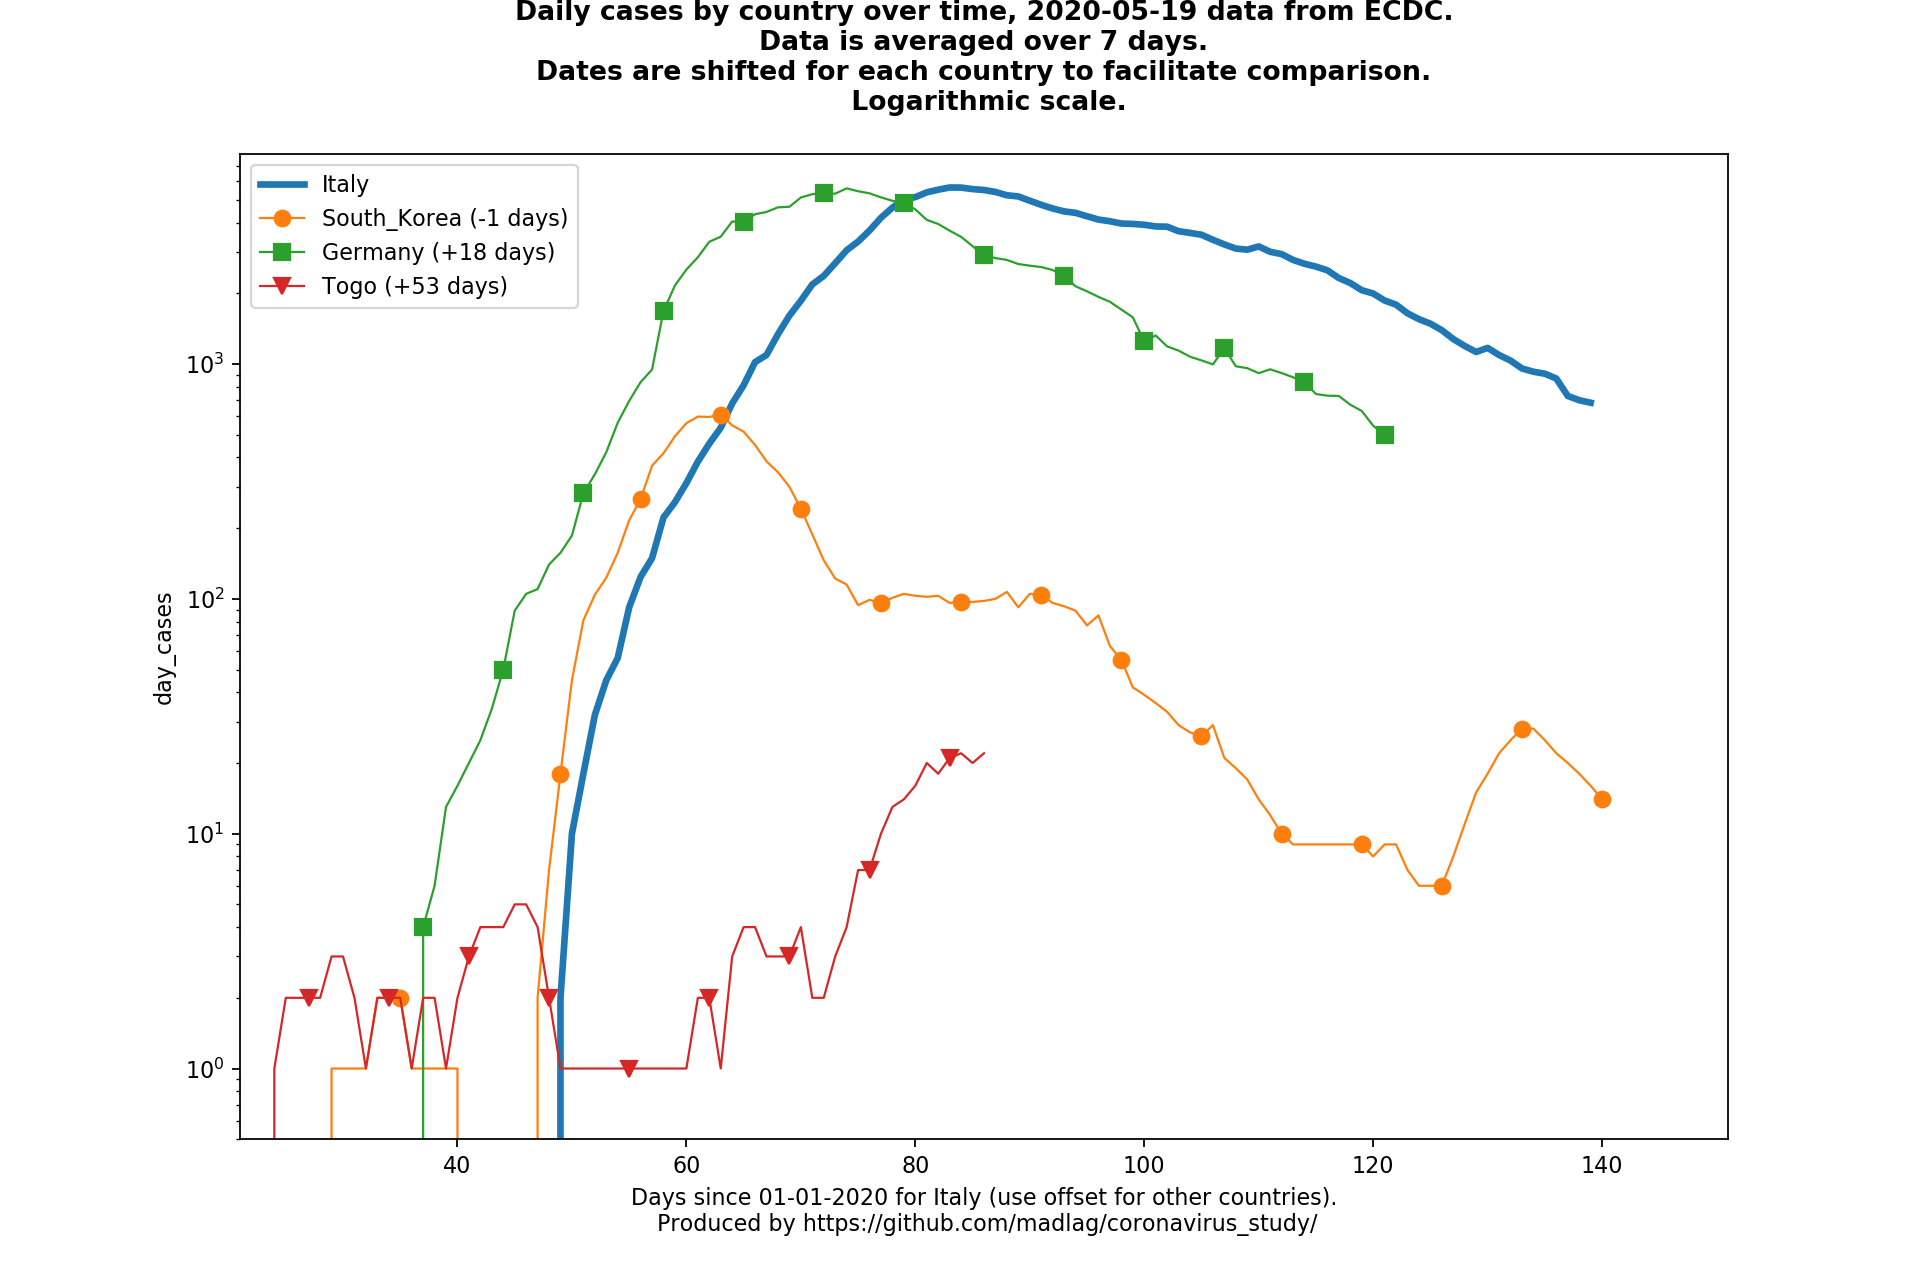 Daily cases by country over time, 2020-05-19 data from ECDC.
Data is averaged over 7 days.
Dates are shifted for each country to facilitate comparison.
Logarithmic scale.
Italy
South_Korea (-1 days)
Germany (+18 days)
Togo (+53 days)
day_cases
10³
10²
10¹
10⁰
40 60 80 100 120 140
Days since 01-01-2020 for Italy (use offset for other countries).
Produced by https://github.com/madlag/coronavirus_study/